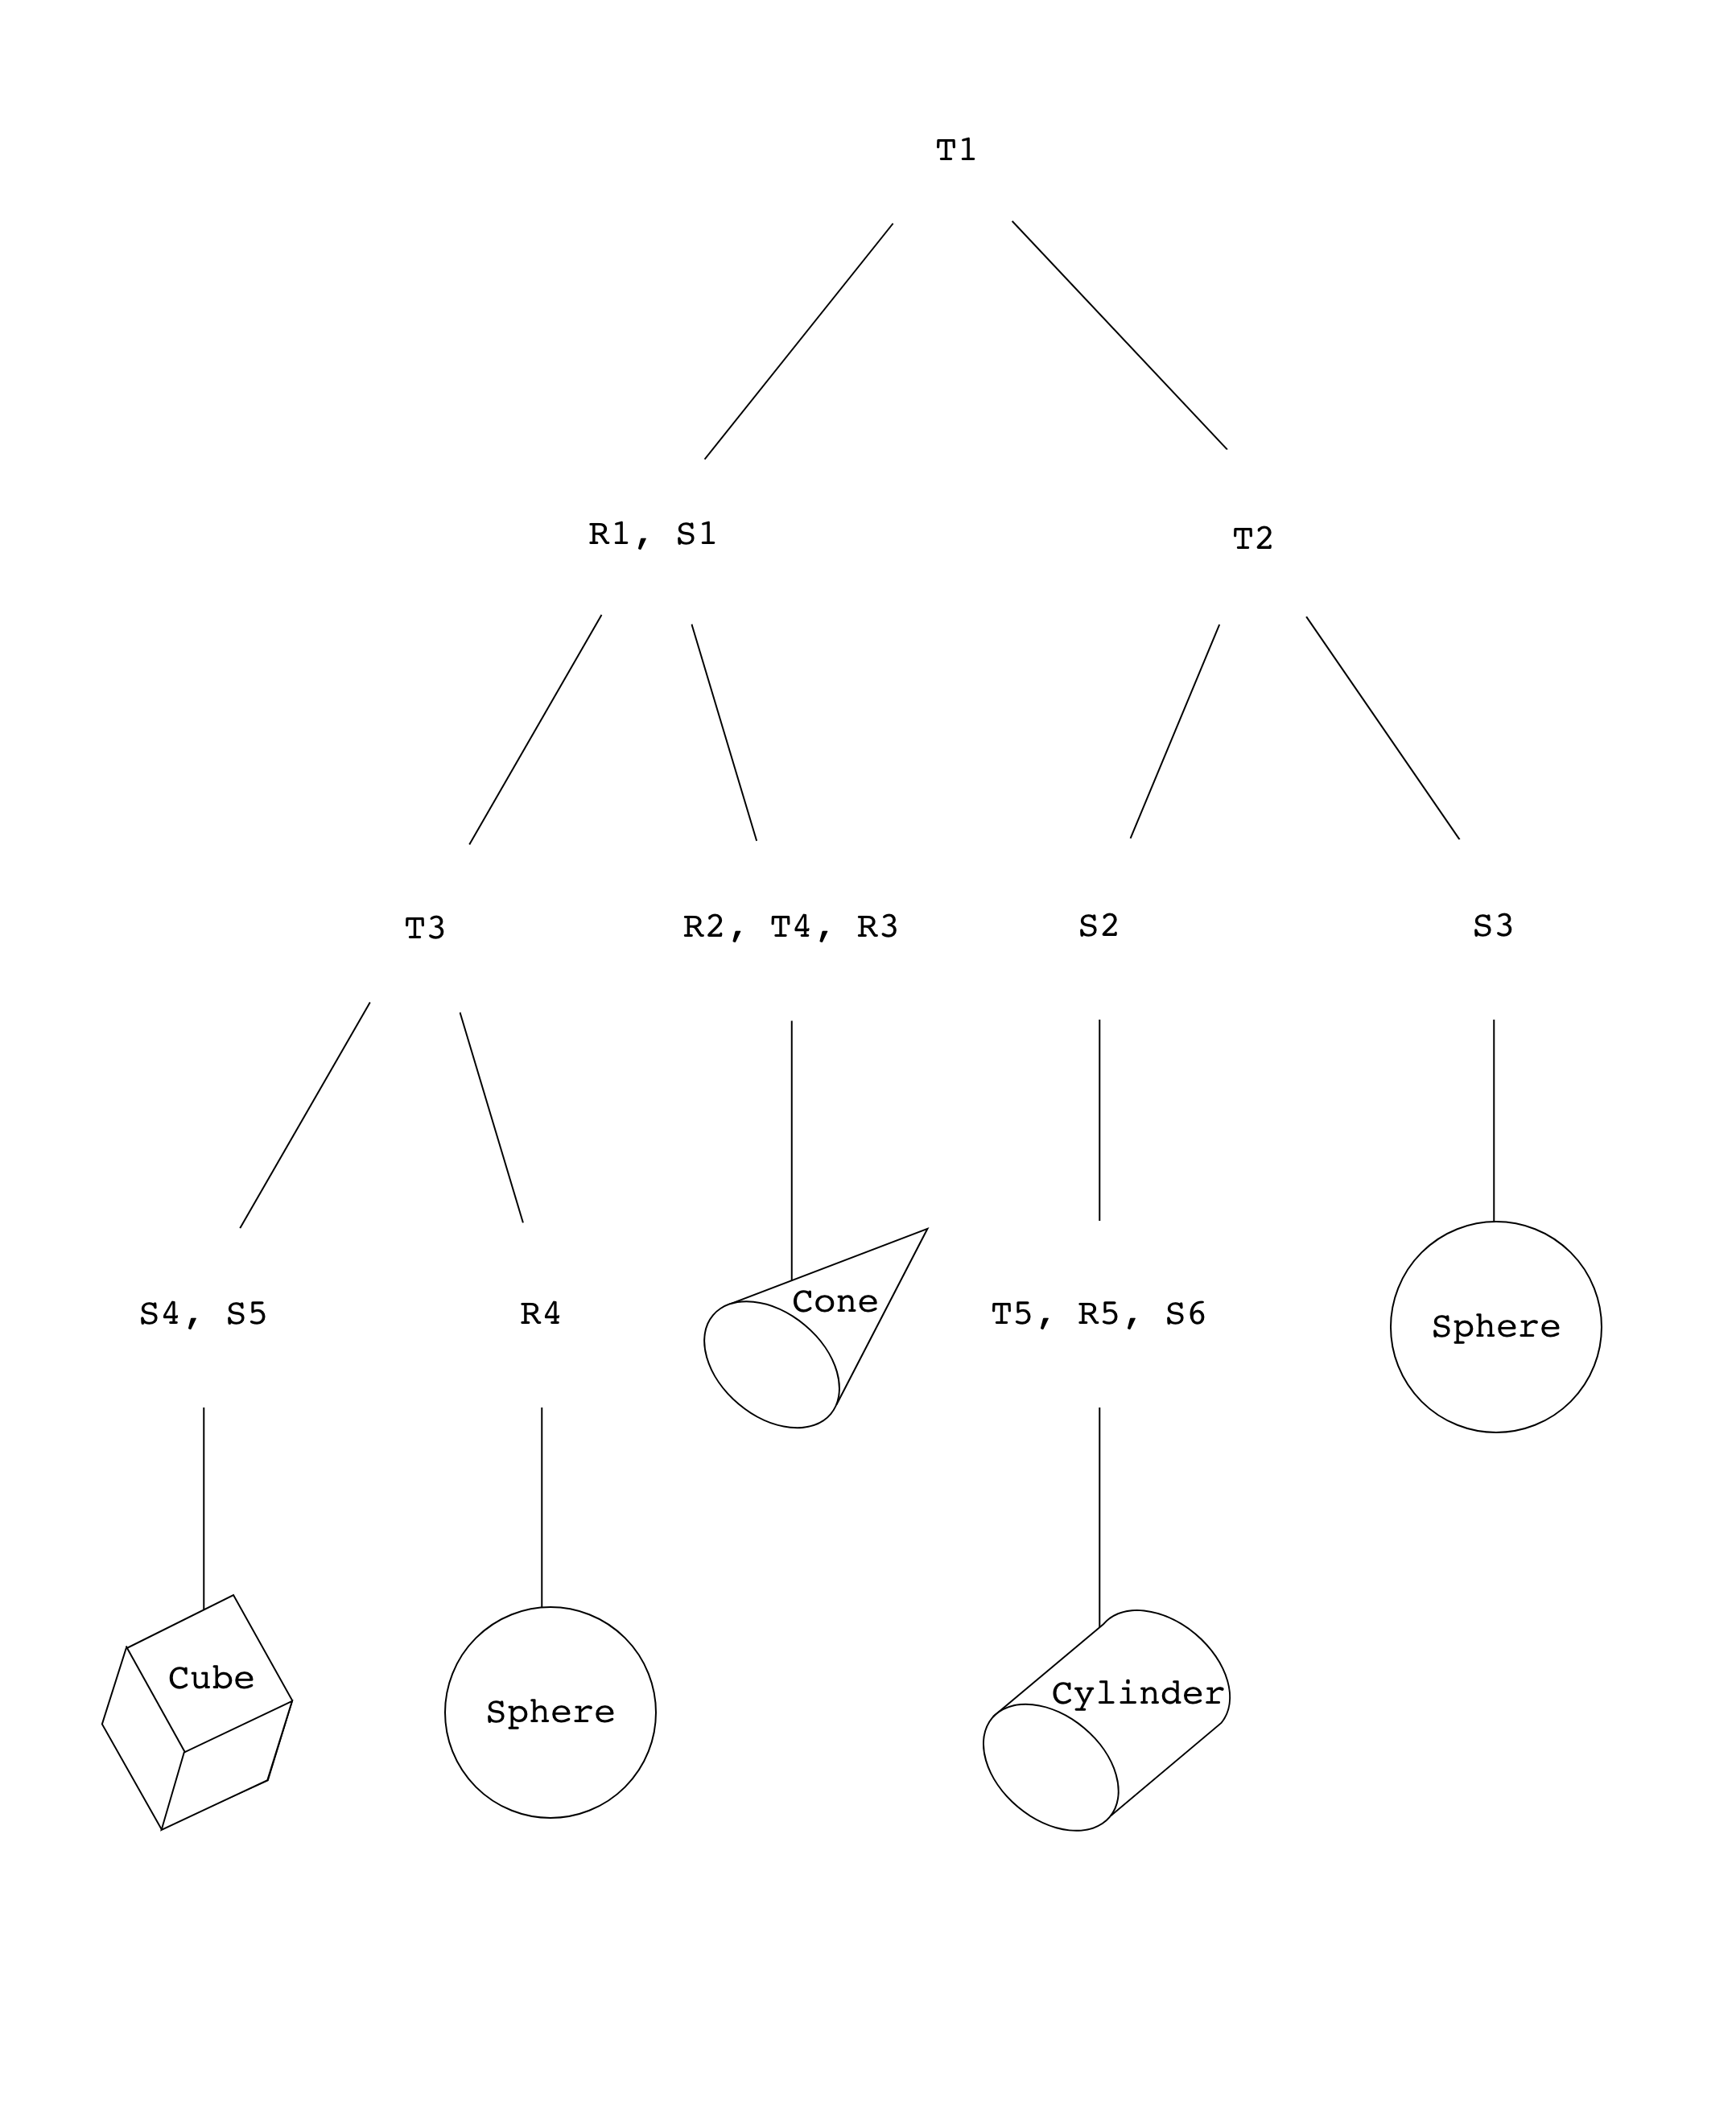 T1
R1, S1
T2
T3
R2, T4, R3
S2
S3
S4, S5
R4
Cone
T5, R5, S6
Sphere
Cube
Sphere
Cylinder